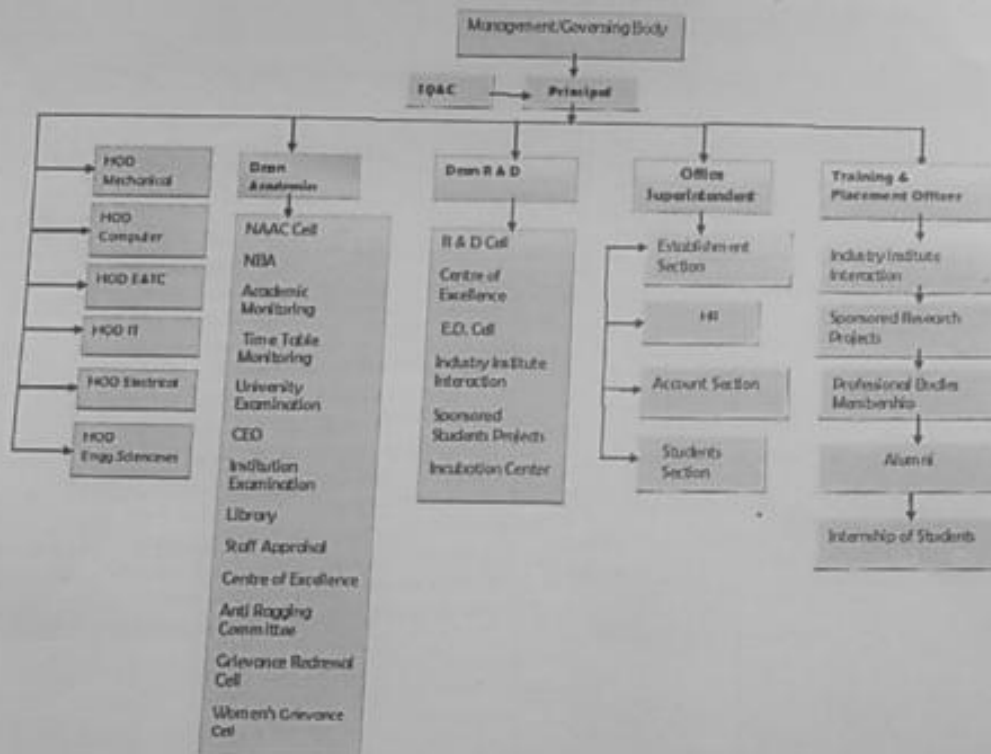 Management/Governing Body
IQAC
Principal
HOD
Mechanical
HOD
Computer
HOD E&TC
HOD IT
HOD Electrical
HOD
Engg Sciences
Dean
Academics
NAAC Cell
NBA
Academic
Monitoring
Time Table
Monitoring
University
Examination
CEO
Institution
Examination
Library
Staff Appraisal
Centre of Excellence
Anti Ragging
Committee
Grievance Redressal
Cell
Women's Grievance
Cell
Dean R & D
R & D Cell
Centre of
Excellence
E.D. Cell
Industry Institute
Interaction
Sponsored
Students Projects
Incubation Center
Office
Superintendent
Establishment
Section
HR
Account Section
Students
Section
Training &
Placement Officer
Industry Institute
Interaction
Sponsored Research
Projects
Professional Bodies
Membership
Alumni
Internship of Students